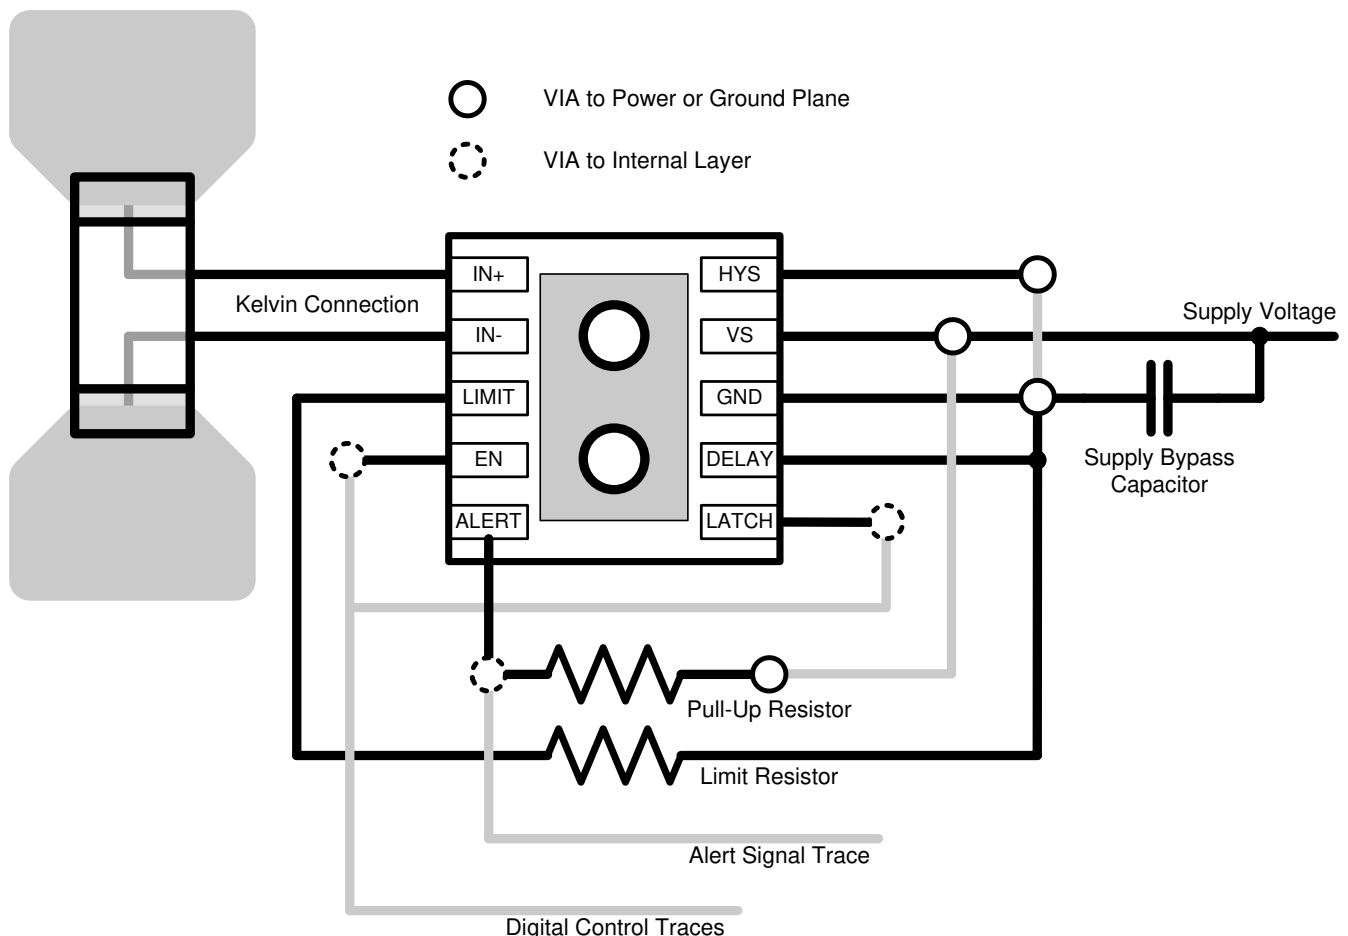 VIA to Power or Ground Plane
VIA to Internal Layer
IN+
HYS
Kelvin Connection
Supply Voltage
IN-
VS
LIMIT
GND
EN
DELAY
Supply Bypass
Capacitor
ALERT
LATCH
Pull-Up Resistor
Limit Resistor
Alert Signal Trace
Digital Control Traces